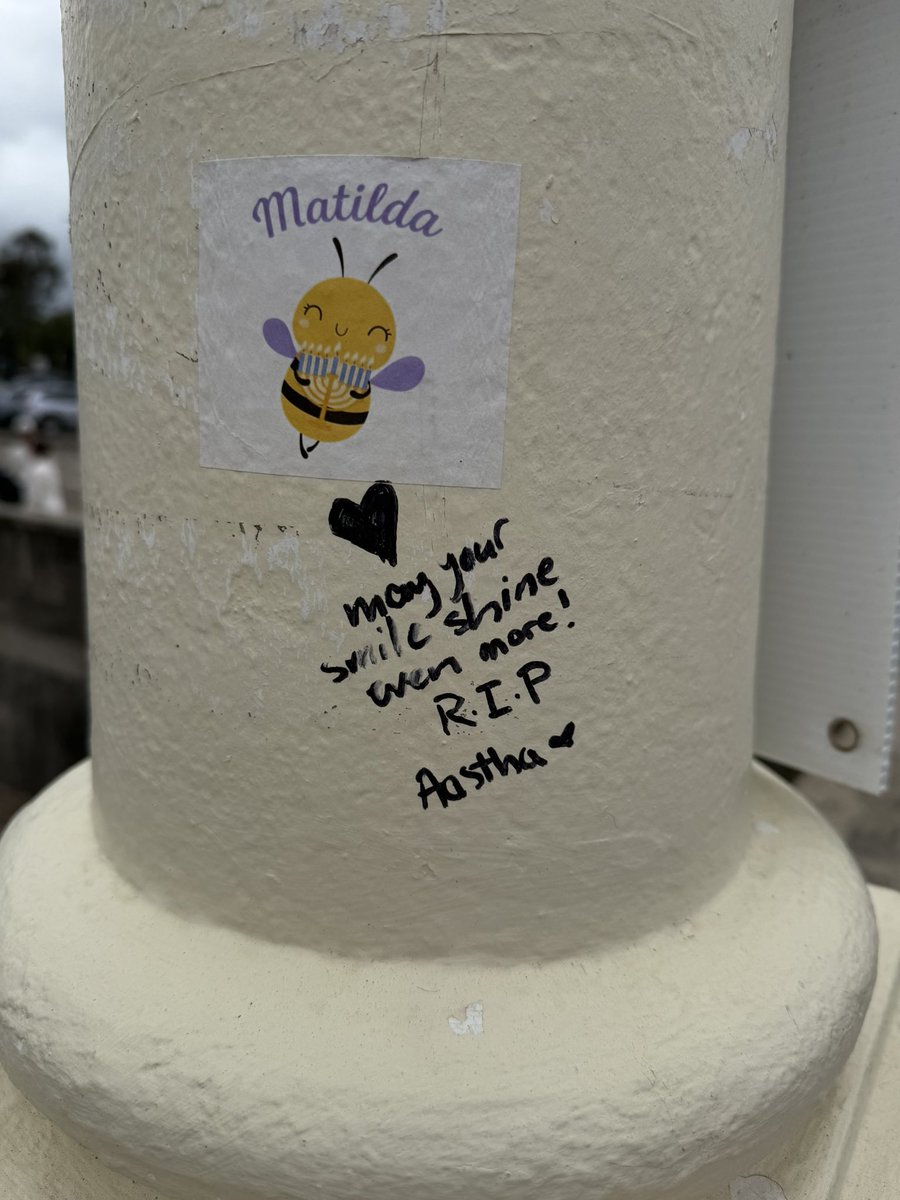 Matilda
may your
smile shine
even more!
R.I.P
Aastha